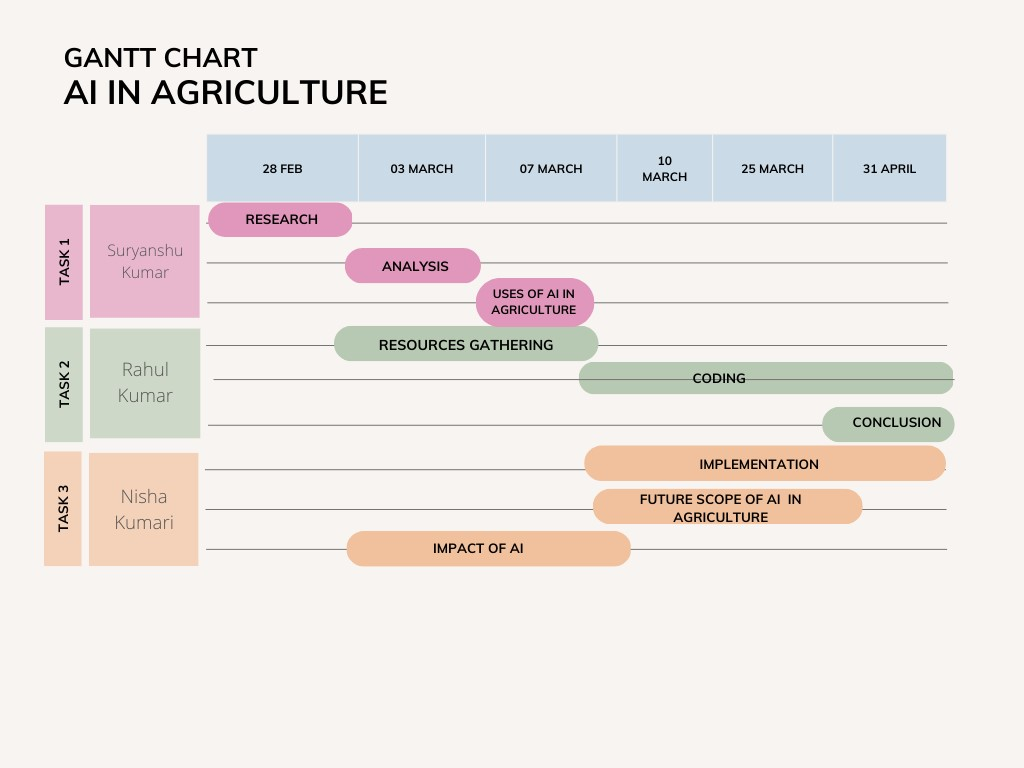 GANTT CHART
AI IN AGRICULTURE
28 FEB
03 MARCH
07 MARCH
10
MARCH
25 MARCH
31 APRIL
TASK 1
Suryanshu
Kumar
RESEARCH
ANALYSIS
USES OF AI IN
AGRICULTURE
TASK 2
Rahul
Kumar
RESOURCES GATHERING
CODING
CONCLUSION
TASK 3
Nisha
Kumari
IMPLEMENTATION
FUTURE SCOPE OF AI IN
AGRICULTURE
IMPACT OF AI